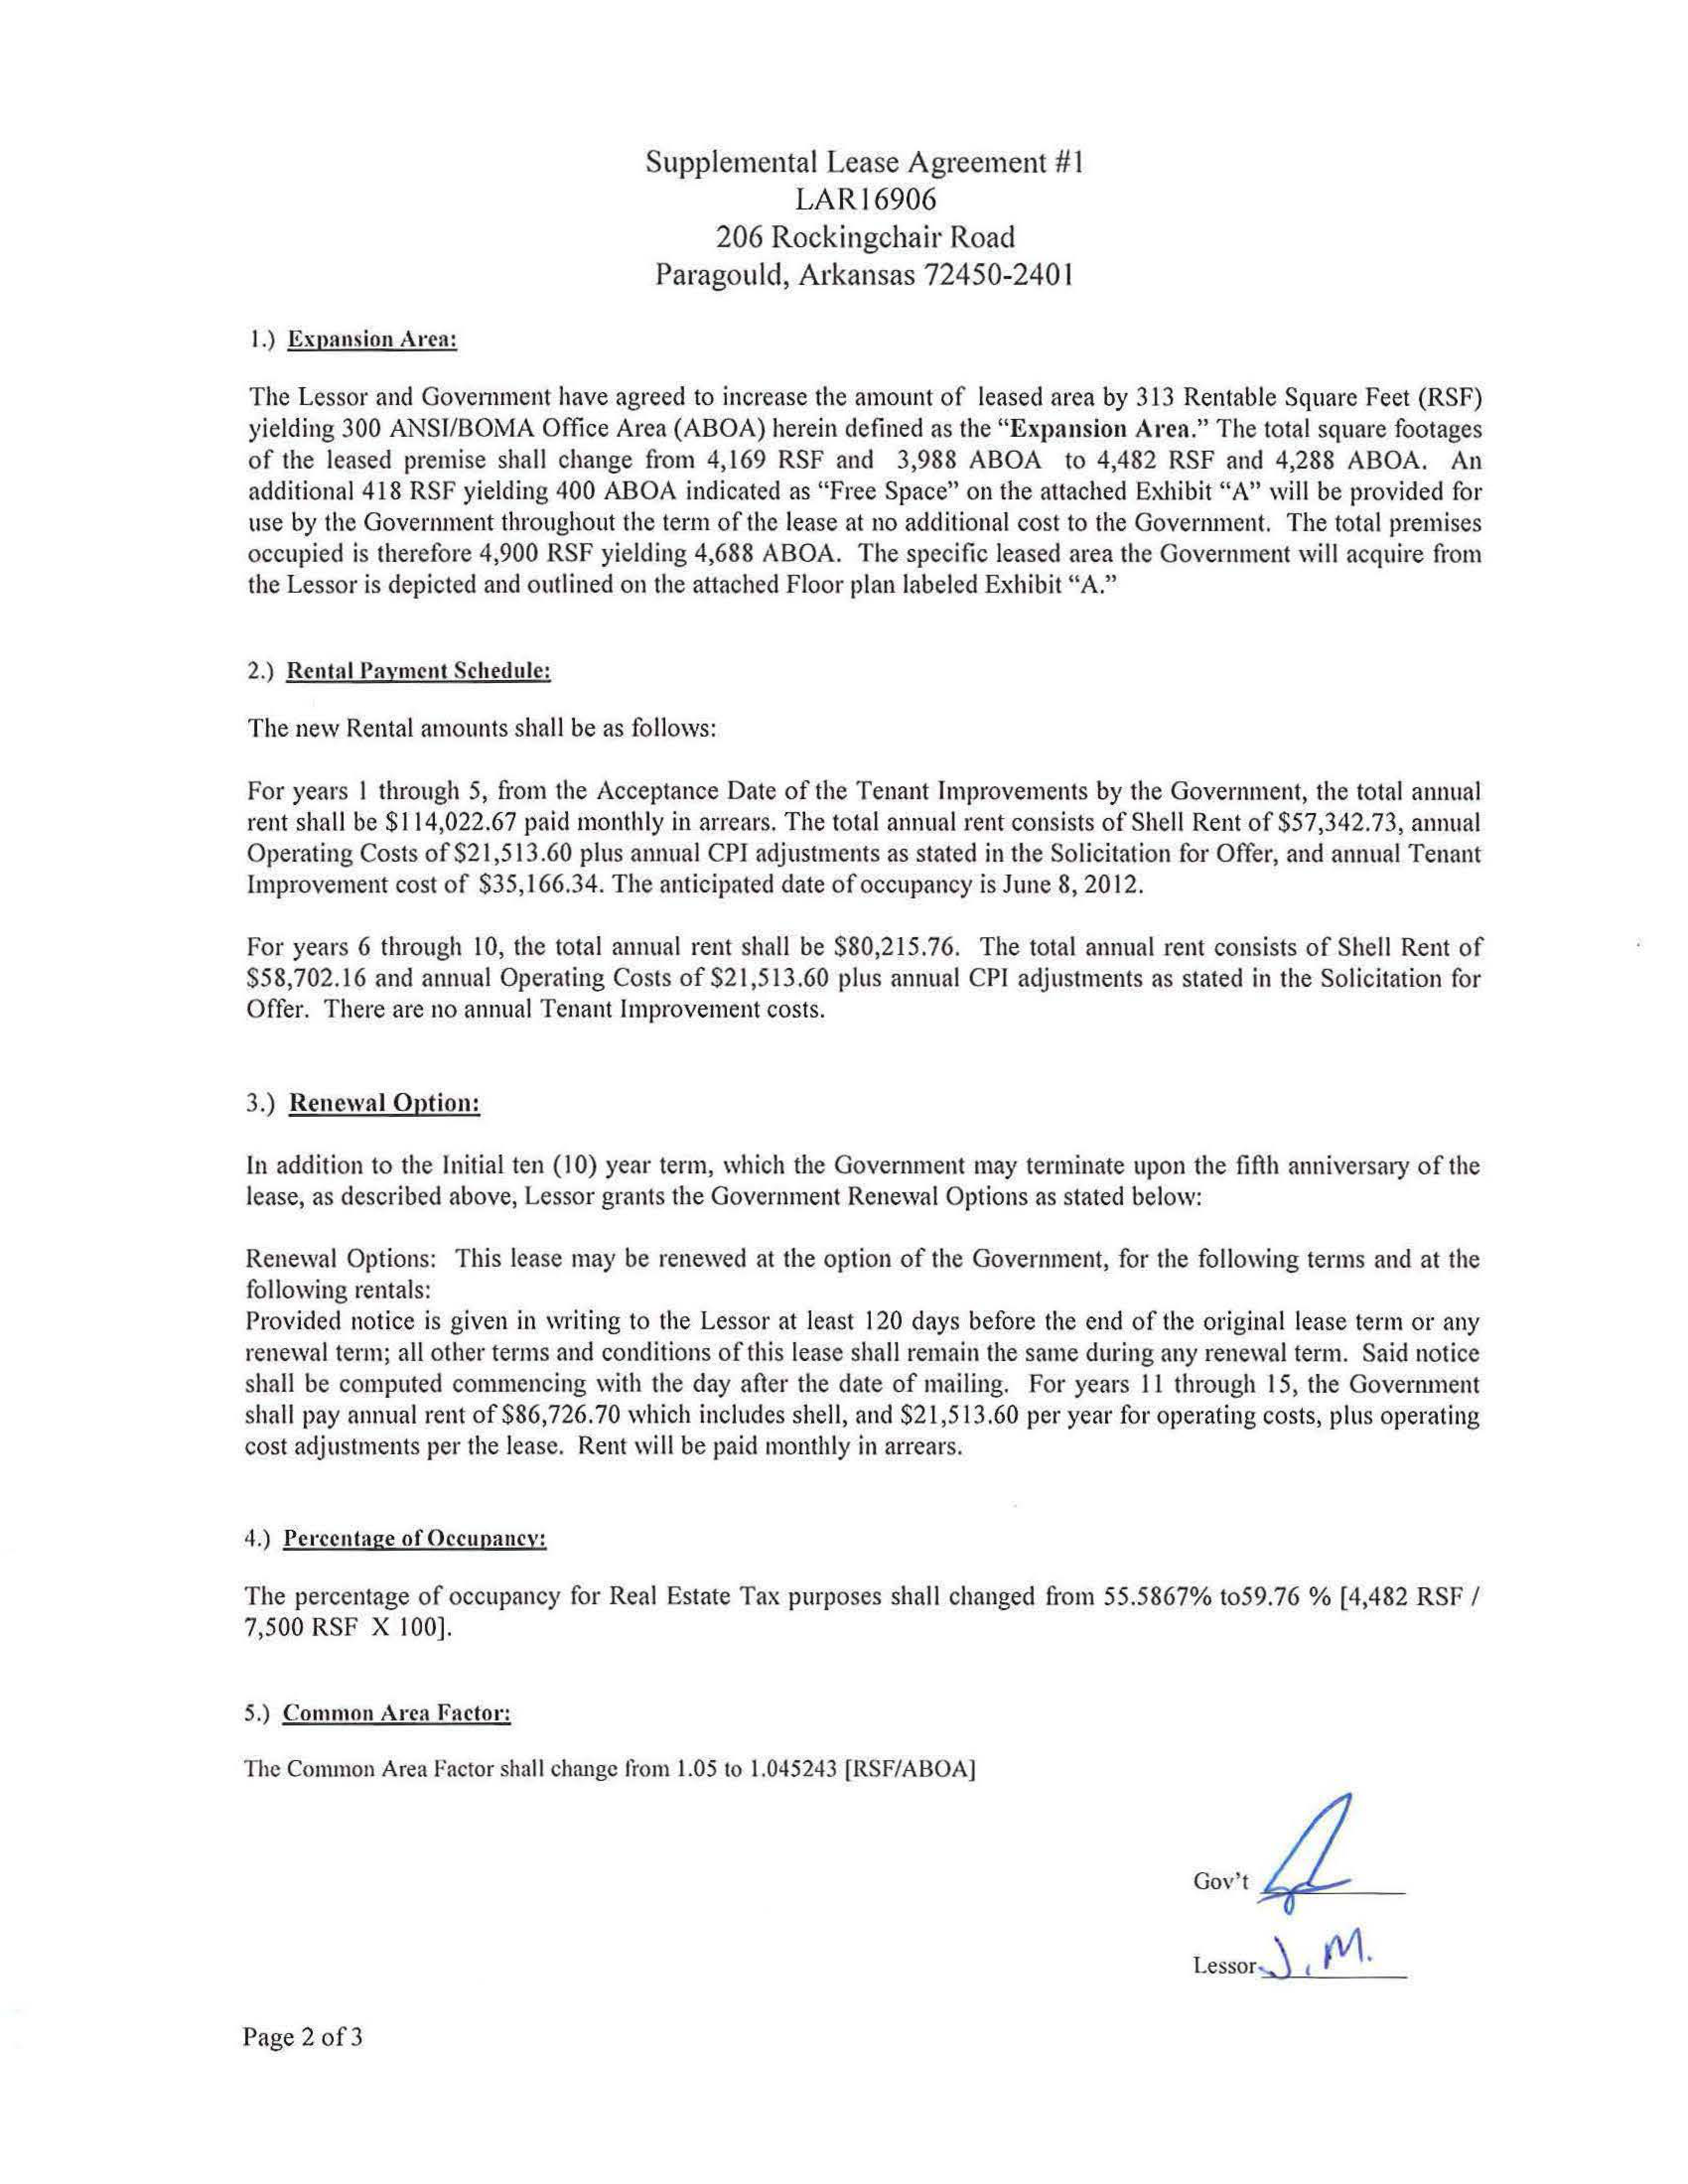 Supplemental Lease Agreement #1
LAR16906
206 Rockingchair Road
Paragould, Arkansas 72450-2401
1.) Expansion Area:
The Lessor and Government have agreed to increase the amount of leased area by 313 Rentable Square Feet (RSF)
yielding 300 ANSI/BOMA Office Area (ABOA) herein defined as the “Expansion Area.” The total square footages
of the leased premise shall change from 4,169 RSF and 3,988 ABOA to 4,482 RSF and 4,288 ABOA. An
additional 418 RSF yielding 400 ABOA indicated as “Free Space” on the attached Exhibit “A” will be provided for
use by the Government throughout the term of the lease at no additional cost to the Government. The total premises
occupied is therefore 4,900 RSF yielding 4,688 ABOA. The specific leased area the Government will acquire from
the Lessor is depicted and outlined on the attached Floor plan labeled Exhibit “A.”
2.) Rental Payment Schedule:
The new Rental amounts shall be as follows:
For years 1 through 5, from the Acceptance Date of the Tenant Improvements by the Government, the total annual
rent shall be $114,022.67 paid monthly in arrears. The total annual rent consists of Shell Rent of $57,342.73, annual
Operating Costs of $21,513.60 plus annual CPI adjustments as stated in the Solicitation for Offer, and annual Tenant
Improvement cost of $35,166.34. The anticipated date of occupancy is June 8, 2012.
For years 6 through 10, the total annual rent shall be $80,215.76. The total annual rent consists of Shell Rent of
$58,702.16 and annual Operating Costs of $21,513.60 plus annual CPI adjustments as stated in the Solicitation for
Offer. There are no annual Tenant Improvement costs.
3.) Renewal Option:
In addition to the Initial ten (10) year term, which the Government may terminate upon the fifth anniversary of the
lease, as described above, Lessor grants the Government Renewal Options as stated below:
Renewal Options: This lease may be renewed at the option of the Government, for the following terms and at the
following rentals:
Provided notice is given in writing to the Lessor at least 120 days before the end of the original lease term or any
renewal term; all other terms and conditions of this lease shall remain the same during any renewal term. Said notice
shall be computed commencing with the day after the date of mailing. For years 11 through 15, the Government
shall pay annual rent of $86,726.70 which includes shell, and $21,513.60 per year for operating costs, plus operating
cost adjustments per the lease. Rent will be paid monthly in arrears.
4.) Percentage of Occupancy:
The percentage of occupancy for Real Estate Tax purposes shall changed from 55.5867% to59.76 % [4,482 RSF /
7,500 RSF X 100].
5.) Common Area Factor:
The Common Area Factor shall change from 1.05 to 1.045243 [RSF/ABOA]
Gov’t
Lessor J. M.
Page 2 of 3